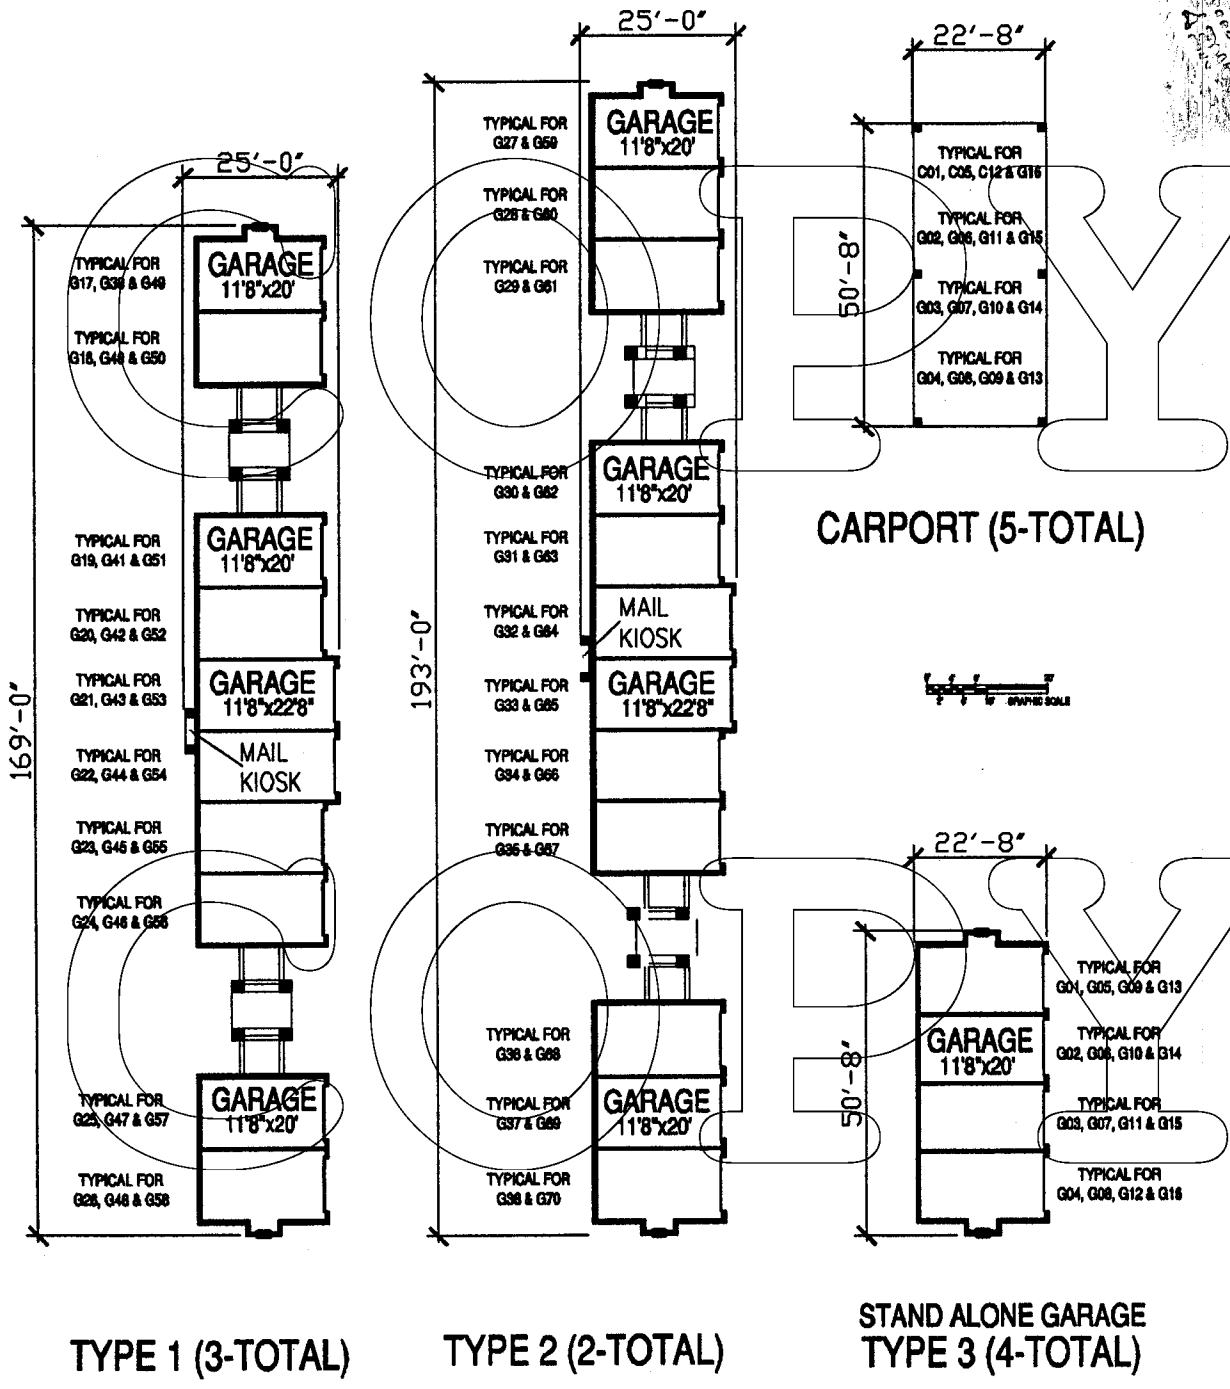 25'-0"
169'-0"
TYPICAL FOR
G17, G39 & G49
GARAGE
11'8"x20'
TYPICAL FOR
G18, G40 & G50
TYPICAL FOR
G19, G41 & G51
GARAGE
11'8"x20'
TYPICAL FOR
G20, G42 & G52
TYPICAL FOR
G21, G43 & G53
GARAGE
11'8"x22'8"
TYPICAL FOR
G22, G44 & G54
MAIL
KIOSK
TYPICAL FOR
G23, G45 & G55
TYPICAL FOR
G24, G46 & G56
TYPICAL FOR
G25, G47 & G57
GARAGE
11'8"x20'
TYPICAL FOR
G26, G48 & G58
TYPE 1 (3-TOTAL)
25'-0"
193'-0"
TYPICAL FOR
G27 & G59
GARAGE
11'8"x20'
TYPICAL FOR
G28 & G60
TYPICAL FOR
G29 & G61
TYPICAL FOR
G30 & G62
GARAGE
11'8"x20'
TYPICAL FOR
G31 & G63
TYPICAL FOR
G32 & G64
MAIL
KIOSK
TYPICAL FOR
G33 & G65
GARAGE
11'8"x22'8"
TYPICAL FOR
G34 & G66
TYPICAL FOR
G35 & G67
TYPICAL FOR
G36 & G68
TYPICAL FOR
G37 & G69
GARAGE
11'8"x20'
TYPICAL FOR
G38 & G70
TYPE 2 (2-TOTAL)
22'-8"
50'-8"
TYPICAL FOR
C01, C05, C12 & G16
TYPICAL FOR
G02, G06, G11 & G15
TYPICAL FOR
G03, G07, G10 & G14
TYPICAL FOR
G04, G08, G09 & G13
CARPORT (5-TOTAL)
GRAPHIC SCALE
22'-8"
50'-8"
TYPICAL FOR
G01, G05, G09 & G13
GARAGE
11'8"x20'
TYPICAL FOR
G02, G06, G10 & G14
TYPICAL FOR
G03, G07, G11 & G15
TYPICAL FOR
G04, G08, G12 & G16
STAND ALONE GARAGE
TYPE 3 (4-TOTAL)
COPY
COPY